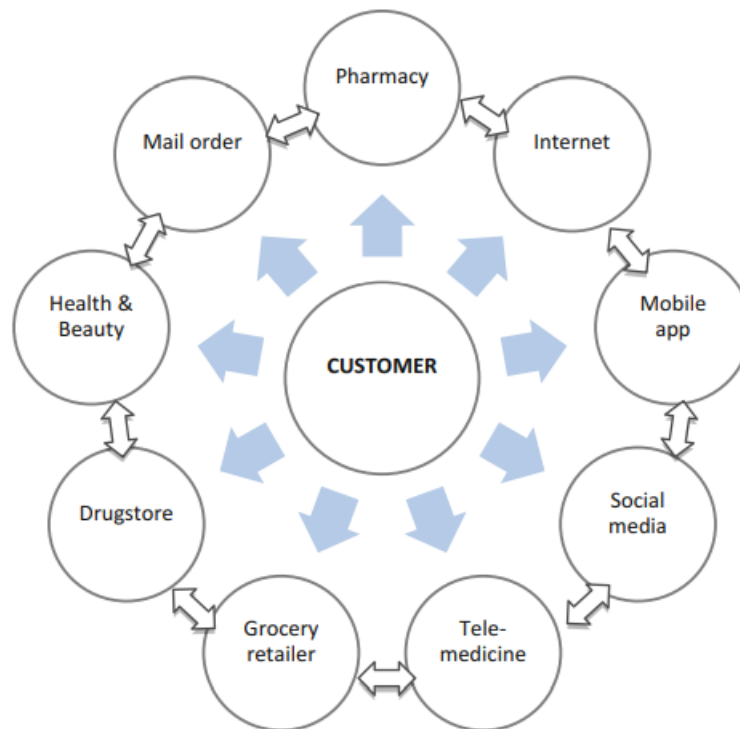 Pharmacy
Internet
Mobile
app
Social
media
Tele-
medicine
Grocery
retailer
Drugstore
Health &
Beauty
Mail order
CUSTOMER